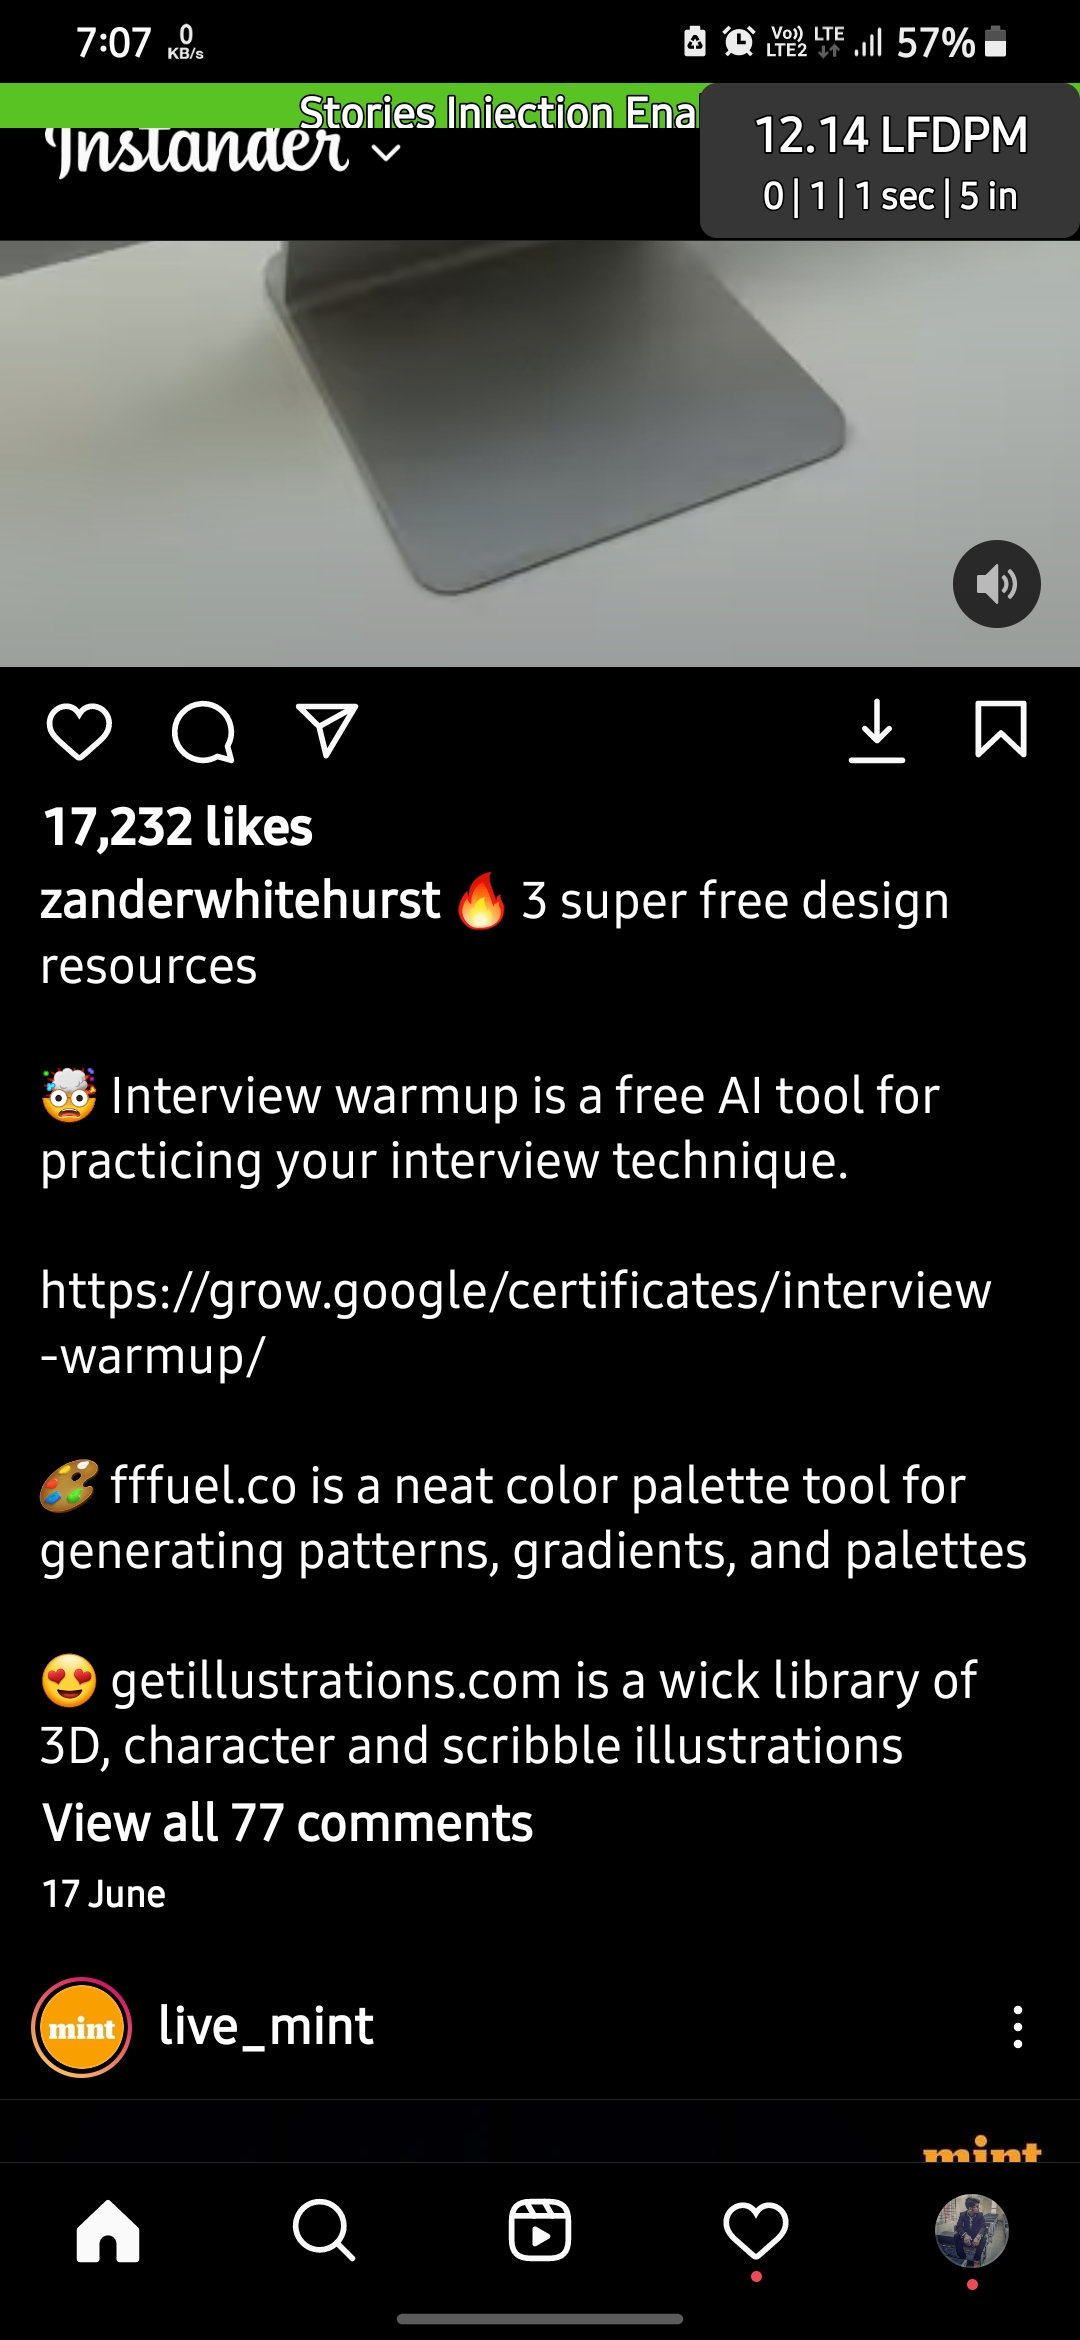 7:07 0 KB/s Vo)) LTE2 LTE 57%
Stories Injection Ena
Instander
12.14 LFDPM
0 | 1 | 1 sec | 5 in
17,232 likes
zanderwhitehurst 🔥 3 super free design
resources
🤯 Interview warmup is a free AI tool for
practicing your interview technique.
https://grow.google/certificates/interview
-warmup/
🎨 fffuel.co is a neat color palette tool for
generating patterns, gradients, and palettes
😍 getillustrations.com is a wick library of
3D, character and scribble illustrations
View all 77 comments
17 June
mint live_mint
mint